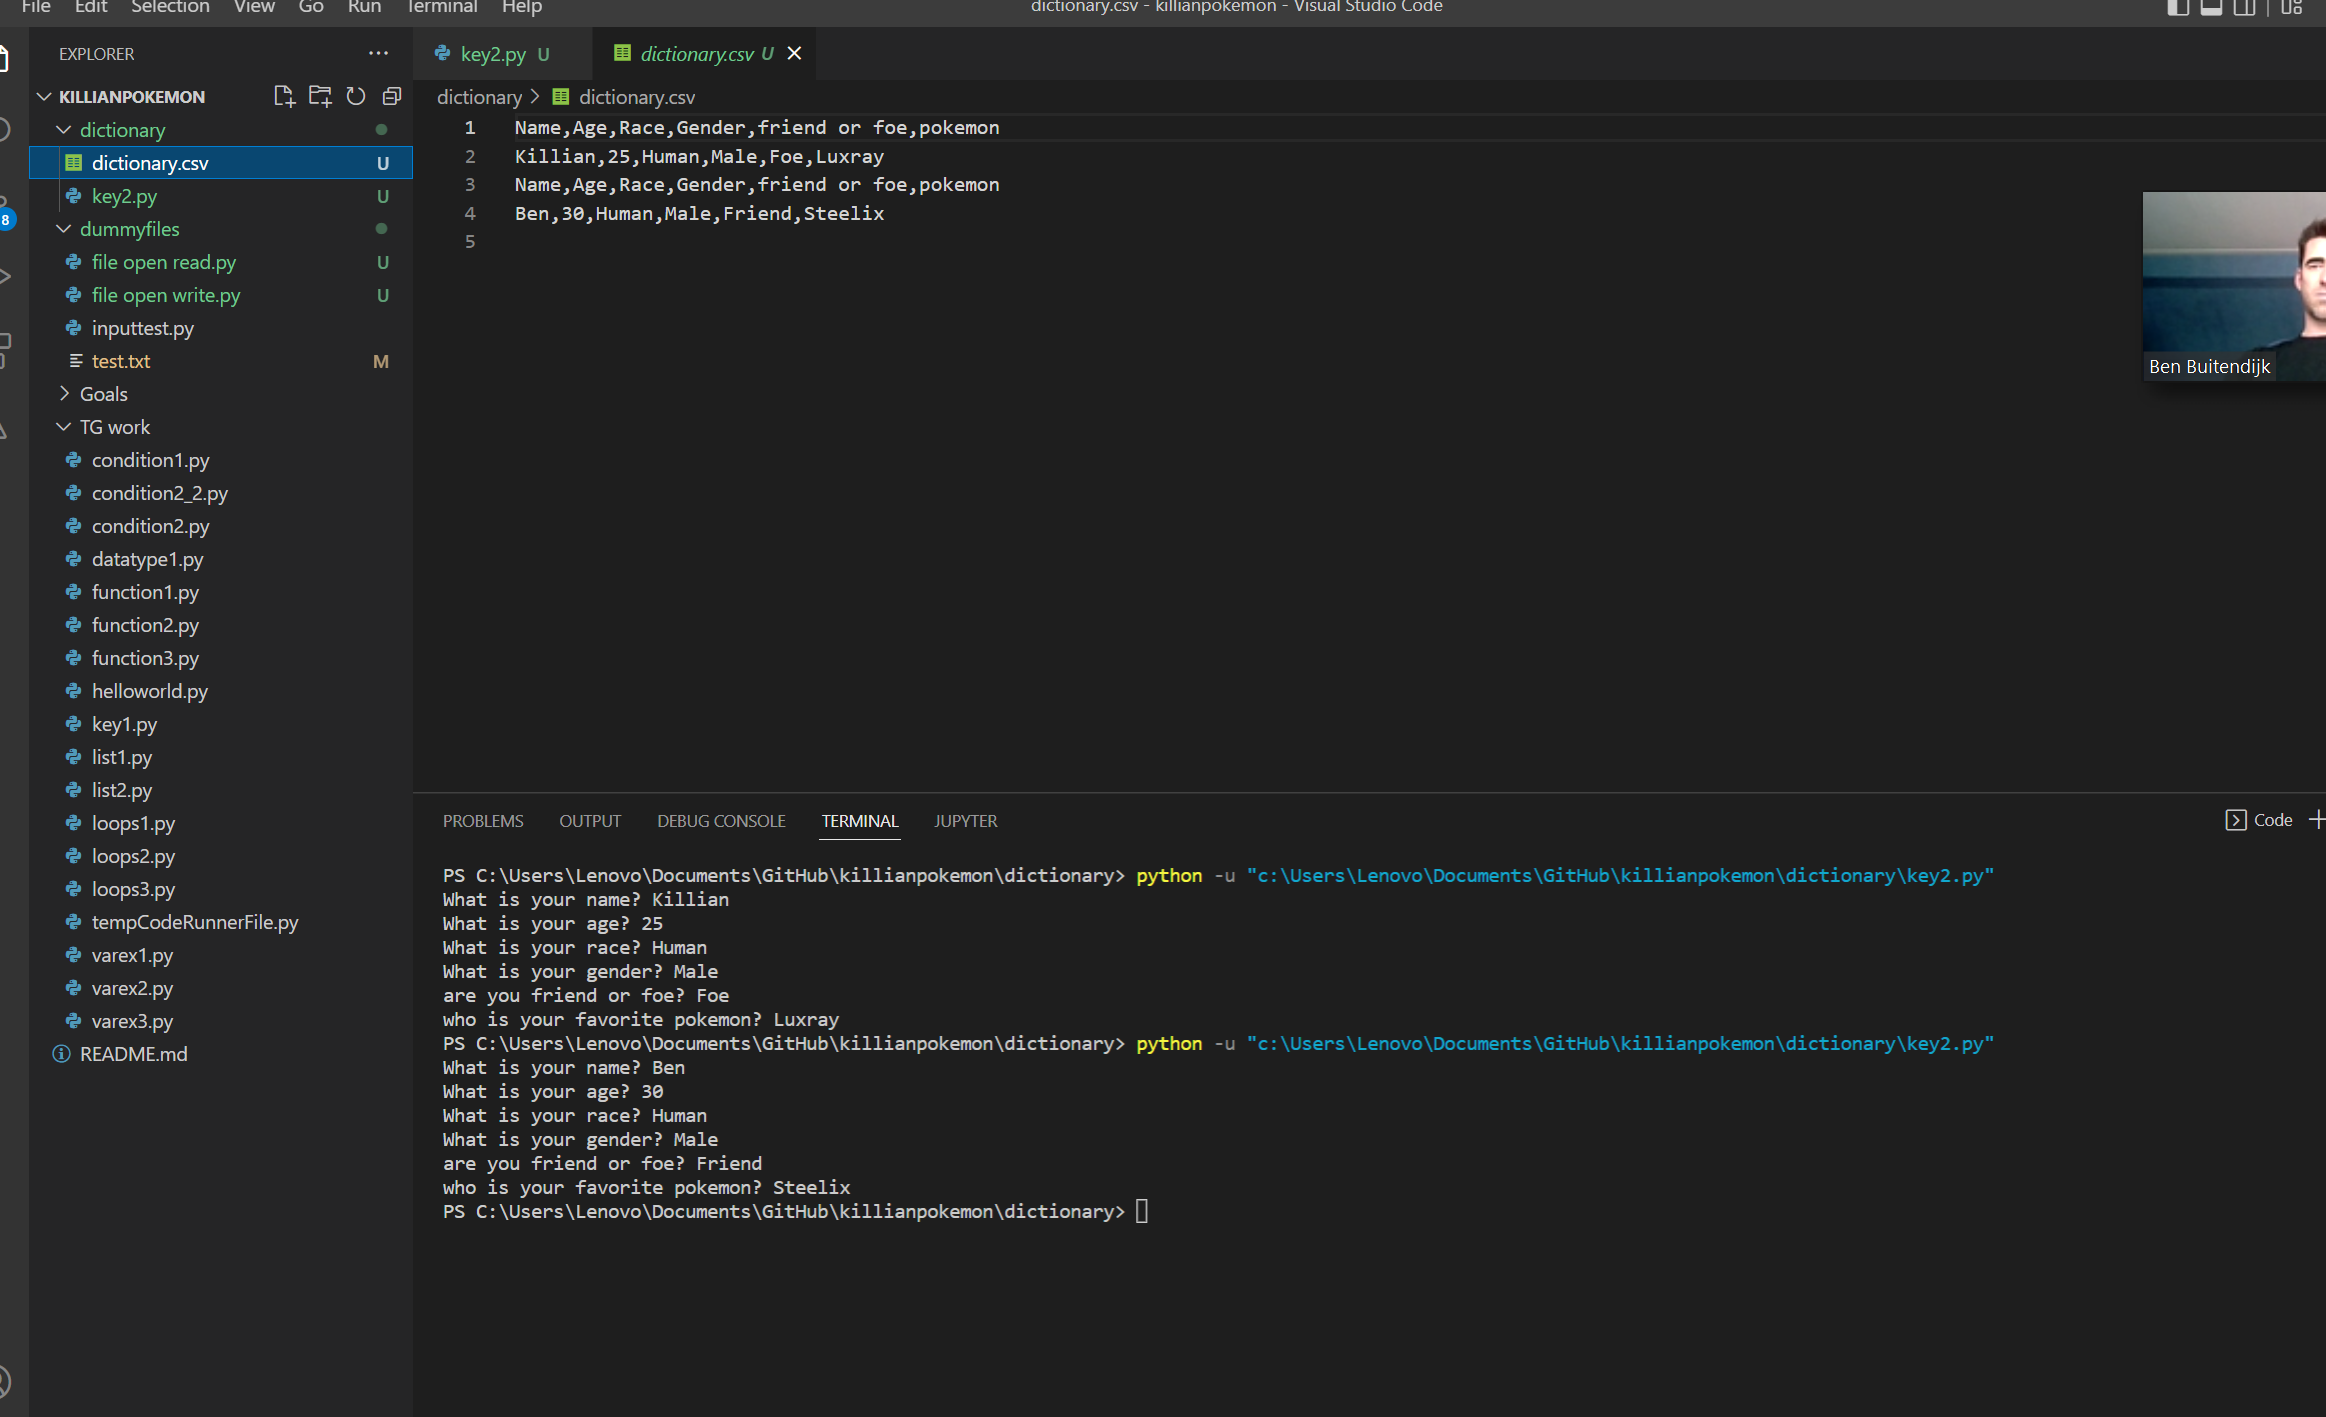 File Edit Selection View Go Run Terminal Help
dictionary.csv - killianpokemon - Visual Studio Code
EXPLORER
KILLIANPOKEMON
dictionary
dictionary.csv U
key2.py U
dummyfiles
file open read.py U
file open write.py U
inputtest.py
test.txt M
Goals
TG work
condition1.py
condition2_2.py
condition2.py
datatype1.py
function1.py
function2.py
function3.py
helloworld.py
key1.py
list1.py
list2.py
loops1.py
loops2.py
loops3.py
tempCodeRunnerFile.py
varex1.py
varex2.py
varex3.py
README.md
8
key2.py U
dictionary.csv U
dictionary > dictionary.csv
1 Name,Age,Race,Gender,friend or foe,pokemon
2 Killian,25,Human,Male,Foe,Luxray
3 Name,Age,Race,Gender,friend or foe,pokemon
4 Ben,30,Human,Male,Friend,Steelix
5
Ben Buitendijk
PROBLEMS OUTPUT DEBUG CONSOLE TERMINAL JUPYTER
Code
PS C:\Users\Lenovo\Documents\GitHub\killianpokemon\dictionary> python -u "c:\Users\Lenovo\Documents\GitHub\killianpokemon\dictionary\key2.py"
What is your name? Killian
What is your age? 25
What is your race? Human
What is your gender? Male
are you friend or foe? Foe
who is your favorite pokemon? Luxray
PS C:\Users\Lenovo\Documents\GitHub\killianpokemon\dictionary> python -u "c:\Users\Lenovo\Documents\GitHub\killianpokemon\dictionary\key2.py"
What is your name? Ben
What is your age? 30
What is your race? Human
What is your gender? Male
are you friend or foe? Friend
who is your favorite pokemon? Steelix
PS C:\Users\Lenovo\Documents\GitHub\killianpokemon\dictionary>